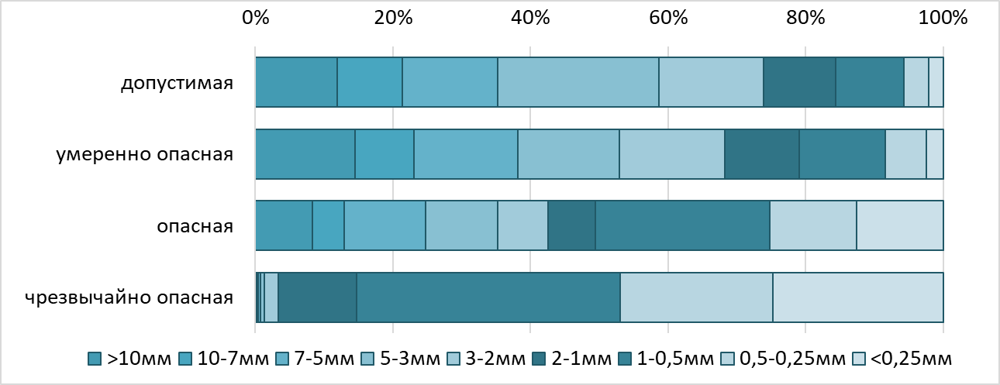 0% 20% 40% 60% 80% 100%
допустимая
умеренно опасная
опасная
чрезвычайно опасная
>10мм 10-7мм 7-5мм 5-3мм 3-2мм 2-1мм 1-0,5мм 0,5-0,25мм <0,25мм